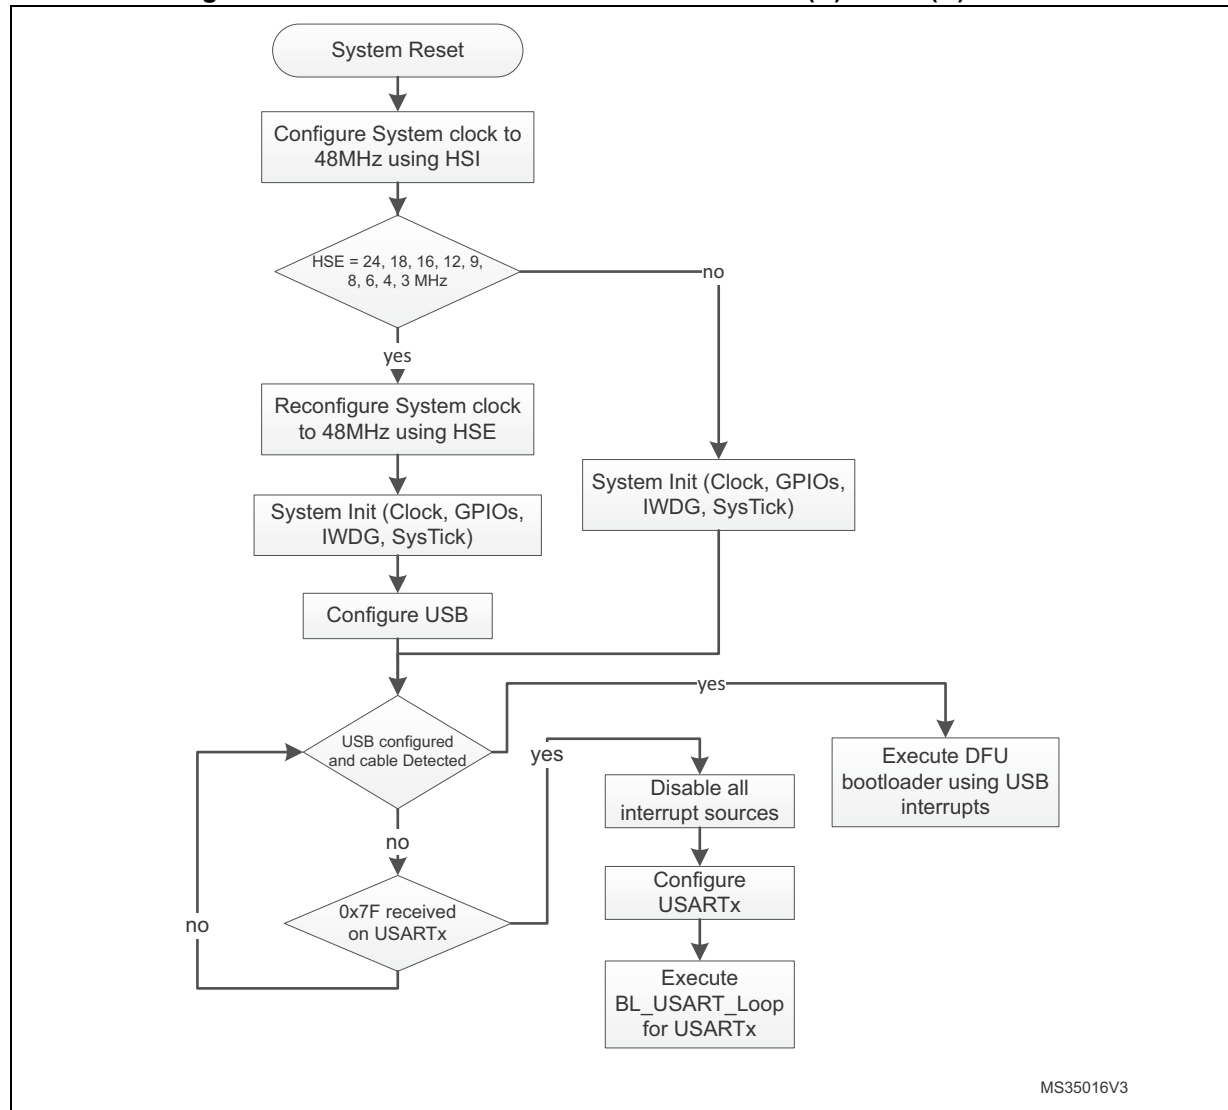 System Reset
Configure System clock to
48MHz using HSI
HSE = 24, 18, 16, 12, 9,
8, 6, 4, 3 MHz
no
yes
Reconfigure System clock
to 48MHz using HSE
System Init (Clock, GPIOs,
IWDG, SysTick)
System Init (Clock, GPIOs,
IWDG, SysTick)
Configure USB
yes
USB configured
and cable Detected
yes
Execute DFU
bootloader using USB
interrupts
Disable all
interrupt sources
no
Configure
USARTx
0x7F received
on USARTx
no
Execute
BL_USART_Loop
for USARTx
MS35016V3